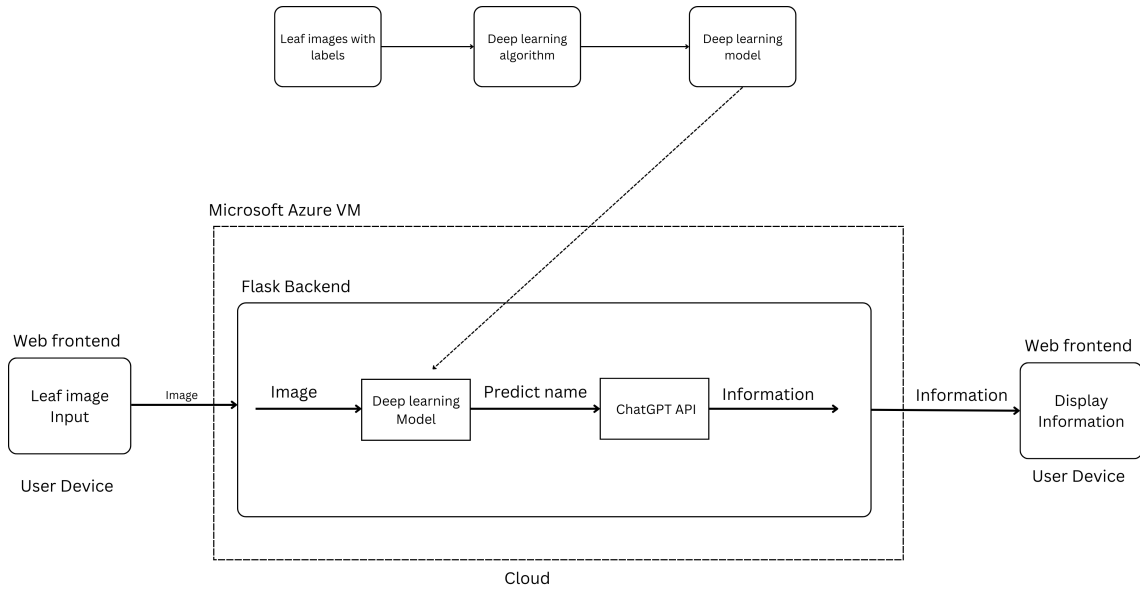 Leaf images with
labels
Deep learning
algorithm
Deep learning
model
Microsoft Azure VM
Flask Backend
Web frontend
Leaf image
Input
User Device
Image
Image
Deep learning
Model
Predict name
ChatGPT API
Information
Information
Web frontend
Display
Information
User Device
Cloud